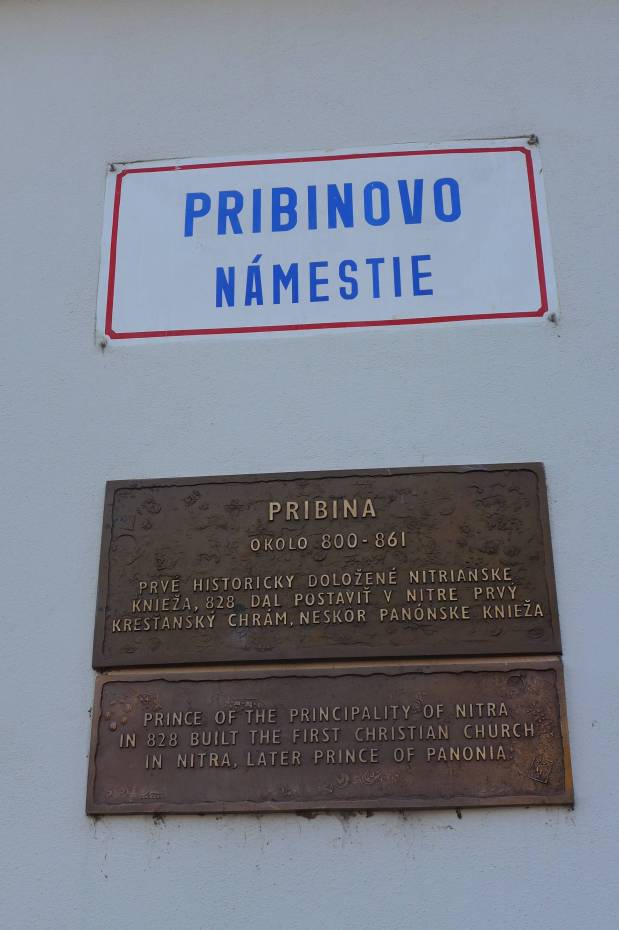 PRIBINOVO
NÁMESTIE
PRIBINA
OKOLO 800-861
PRVÉ HISTORICKY DOLOŽENÉ NITRIANSKE
KNIEŽA, 828 DAL POSTAVIŤ V NITRE PRVÝ
KRESŤANSKÝ CHRÁM, NESKÔR PANÓNSKE KNIEŽA
PRINCE OF THE PRINCIPALITY OF NITRA
IN 828 BUILT THE FIRST CHRISTIAN CHURCH
IN NITRA, LATER PRINCE OF PANONIA